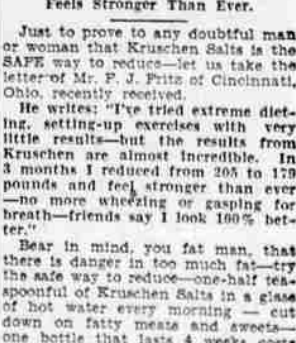 Feels Stronger Than Ever.
Just to prove to any doubtful man
or woman that Kruschen Salts is the
SAFE way to reduce—let us take the
letter of Mr. F. J. Fritz of Cincinnati,
Ohio, recently received.
He writes: "I've tried extreme diet-
ing, setting-up exercises with very
little results—but the results from
Kruschen are almost incredible. In
3 months I reduced from 205 to 179
pounds and feel stronger than ever
—no more wheezing or gasping for
breath—friends say I look 100% bet-
ter."
Bear in mind, you fat man, that
there is danger in too much fat—try
the safe way to reduce—one-half tea-
spoonful of Kruschen Salts in a glass
of hot water every morning — cut
down on fatty meats and sweets—
one bottle that lasts 4 weeks costs